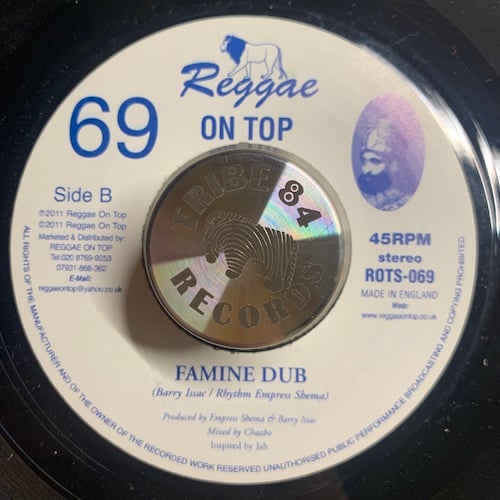 Reggae
69
ON TOP
Side B
℗2011 Reggae On Top
©2011 Reggae On Top
Marketed & Distributed by:
REGGAE ON TOP
Tel:020 8769-9253
07931-868-362
E-Mail:
reggaeontop@yahoo.co.uk
TRIBE 84
RECORDS
45RPM
stereo
ROTS-069
MADE IN ENGLAND
Web:
www.reggaeontop.co.uk
FAMINE DUB
(Barry Issac / Rhythm Empress Shema)
Produced by Empress Shema & Barry Issac
Mixed by Chazbo
Inspired by Jah
ALL RIGHTS OF THE MANUFACTURER AND OF THE OWNER OF THE RECORDED WORK RESERVED UNAUTHORISED PUBLIC PERFORMANCE BROADCASTING AND COPYING PROHIBITED